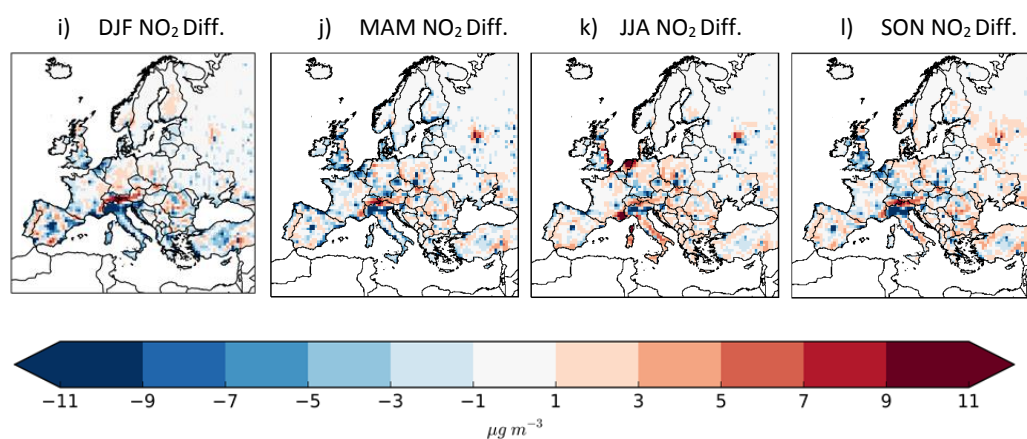 i) DJF NO₂ Diff. j) MAM NO₂ Diff. k) JJA NO₂ Diff. l) SON NO₂ Diff.
−11 −9 −7 −5 −3 −1 1 3 5 7 9 11
μg m⁻³